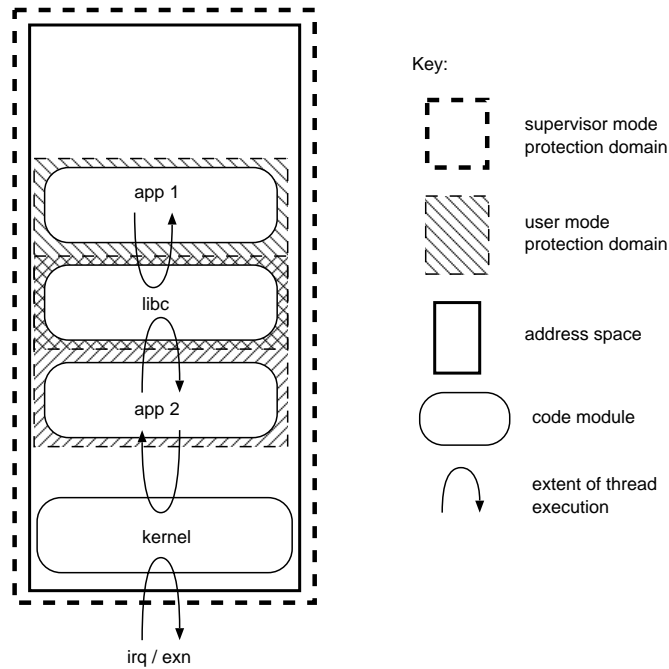 app 1
libc
app 2
kernel
irq / exn
Key:
supervisor mode
protection domain
user mode
protection domain
address space
code module
extent of thread
execution